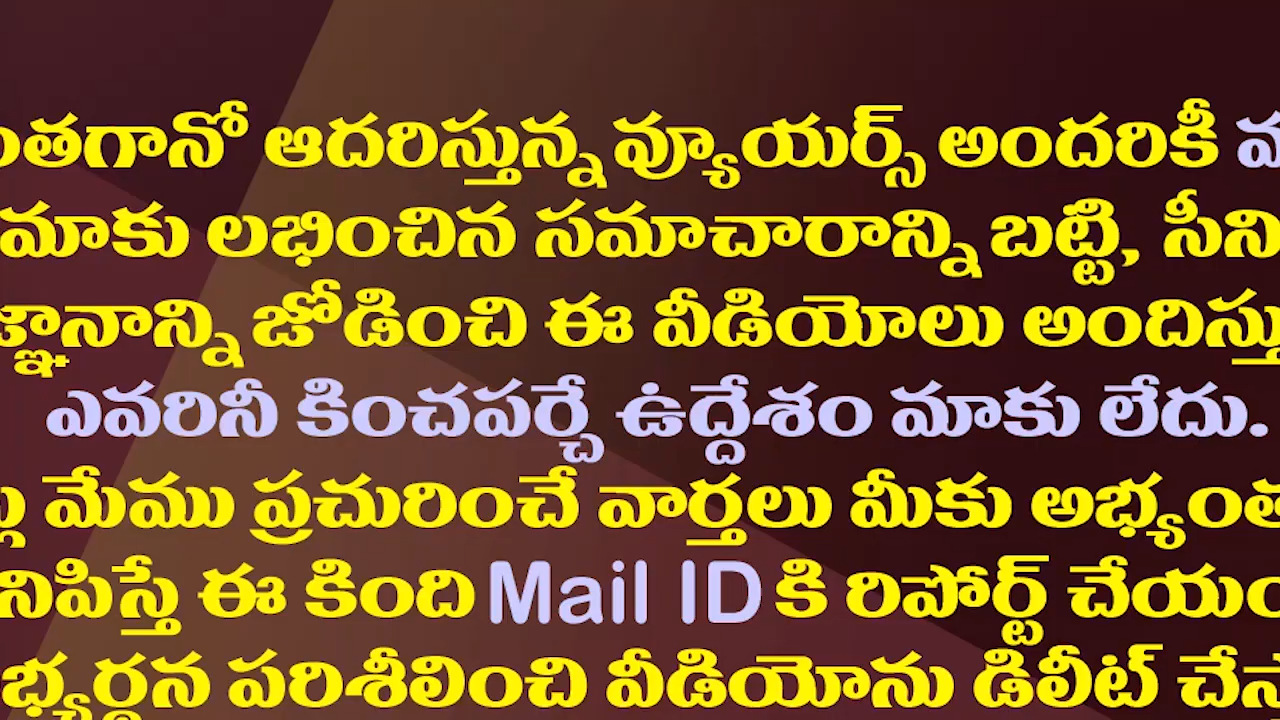 ంతగానో ఆదరిస్తున్న వ్యూయర్స్ అందరికీ
మాకు లభించిన సమాచారాన్ని బట్టి, సీని
జ్ఞానాన్ని జోడించి ఈ వీడియోలు అందిస్తు
ఎవరినీ కించపర్చే ఉద్దేశం మాకు లేదు.
మేము ప్రచురించే వార్తలు మీకు అభ్యంత
నిపిస్తే ఈ కింది Mail ID కి రిపోర్ట్ చేయం
భ్యర్ధన పరిశీలించి వీడియోను డిలీట్ చేస